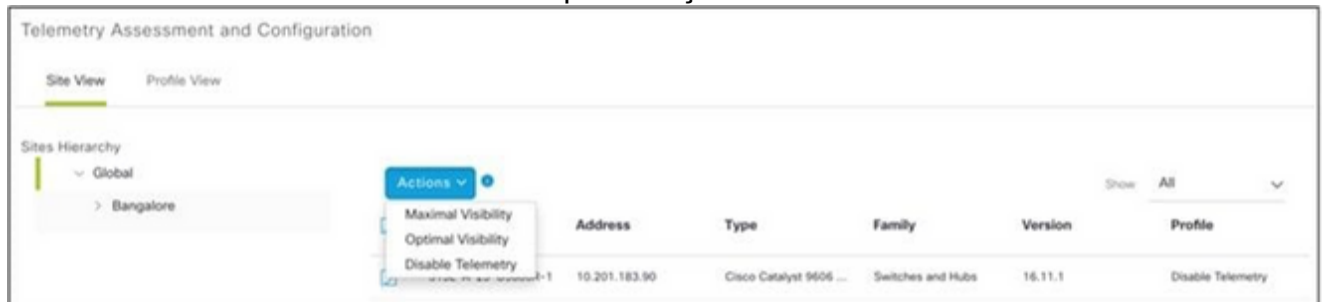 Telemetry Assessment and Configuration
Site View Profile View
Sites Hierarchy
Global
Bangalore
Actions
Show All
Maximal Visibility
Optimal Visibility
Disable Telemetry
Address Type Family Version Profile
10.201.183.90 Cisco Catalyst 9606 ... Switches and Hubs 16.11.1 Disable Telemetry